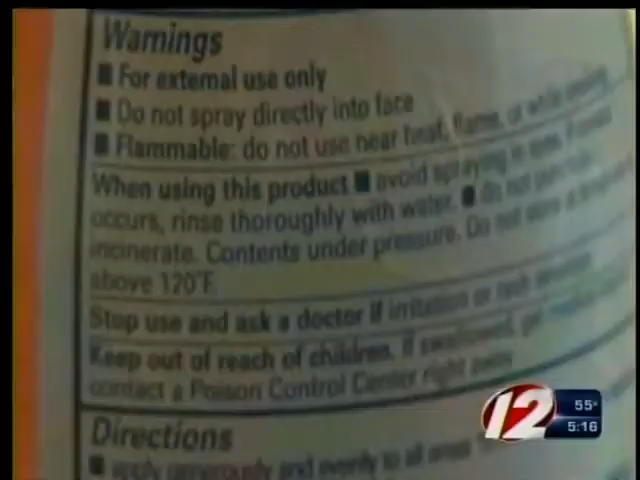 Warnings
■ For external use only
■ Do not spray directly into face
■ Flammable: do not use near heat, flame, or while smoking
When using this product ■ avoid spraying in eyes.
occurs, rinse thoroughly with water. ■ do not puncture
incinerate. Contents under pressure. Do not store
above 120°F.
Stop use and ask a doctor if irritation or rash
Keep out of reach of children. If swallowed, get
contact a Poison Control Center right away
Directions
■ apply generously and evenly to all areas
12
55°
5:16